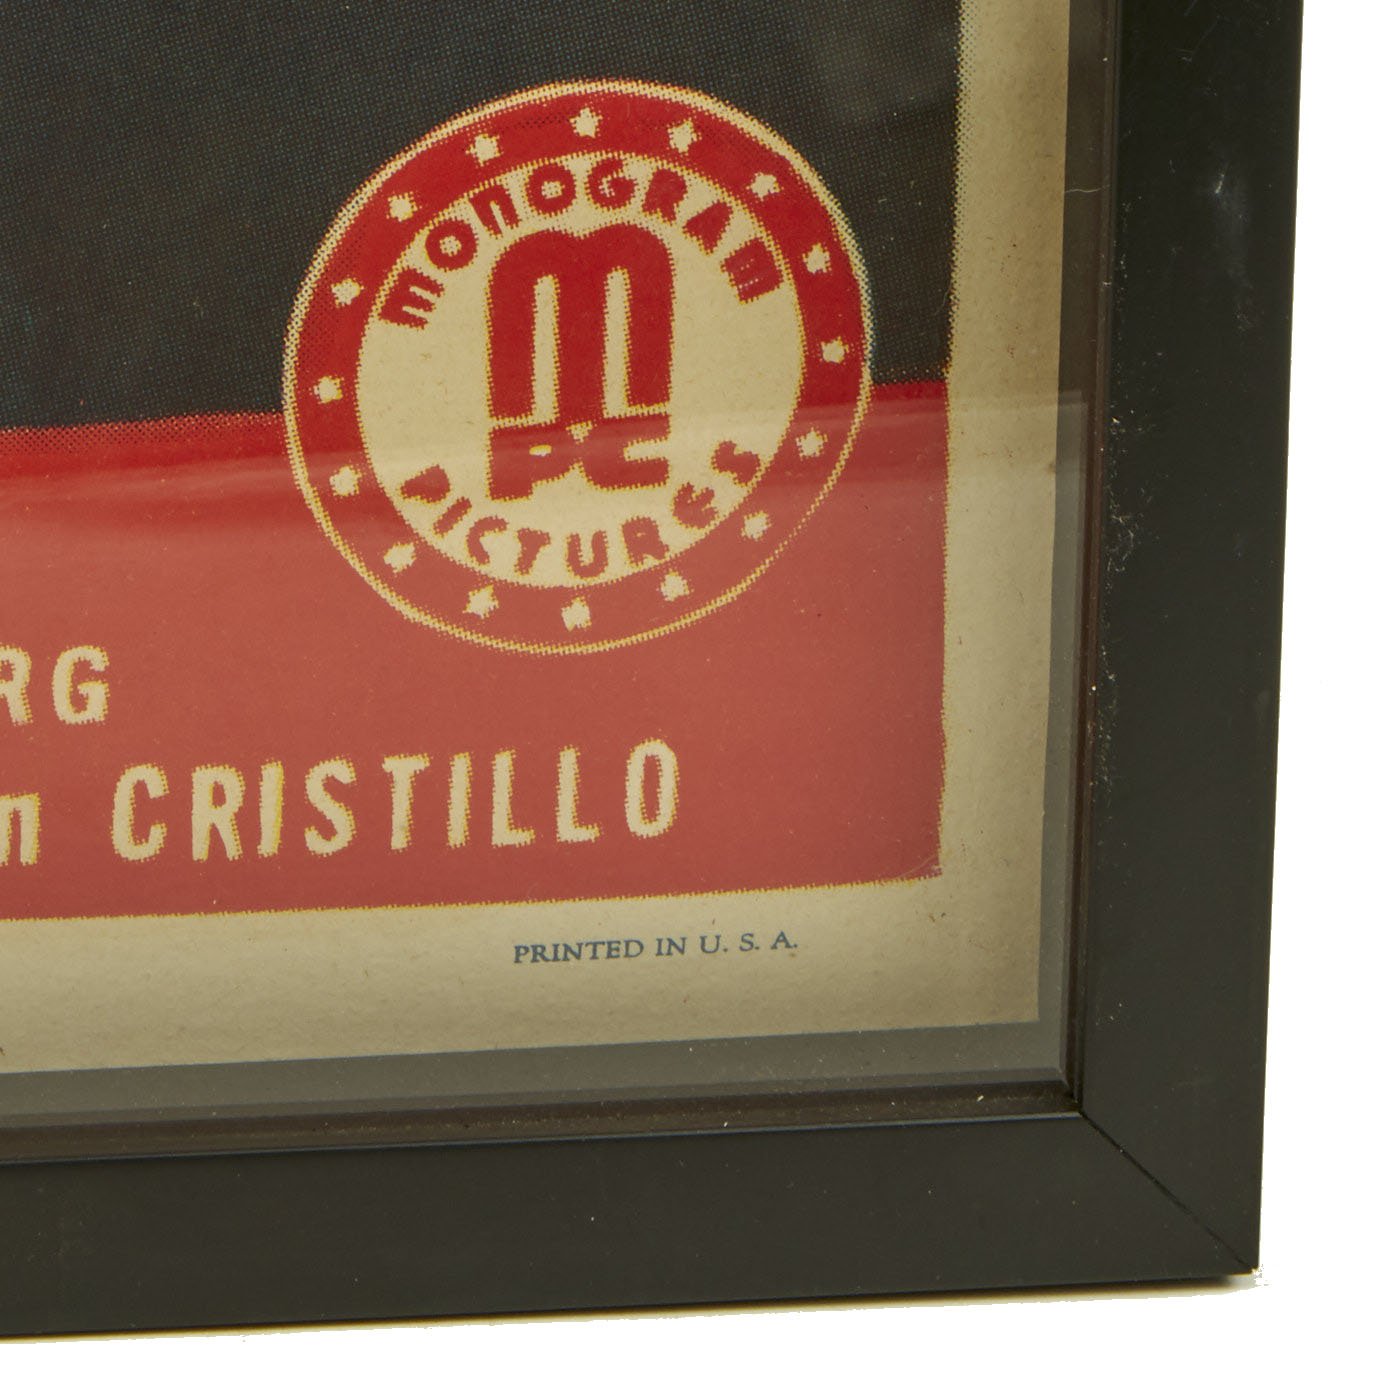 MONOGRAM
M
PC
PICTURES
RG
n CRISTILLO
PRINTED IN U. S. A.